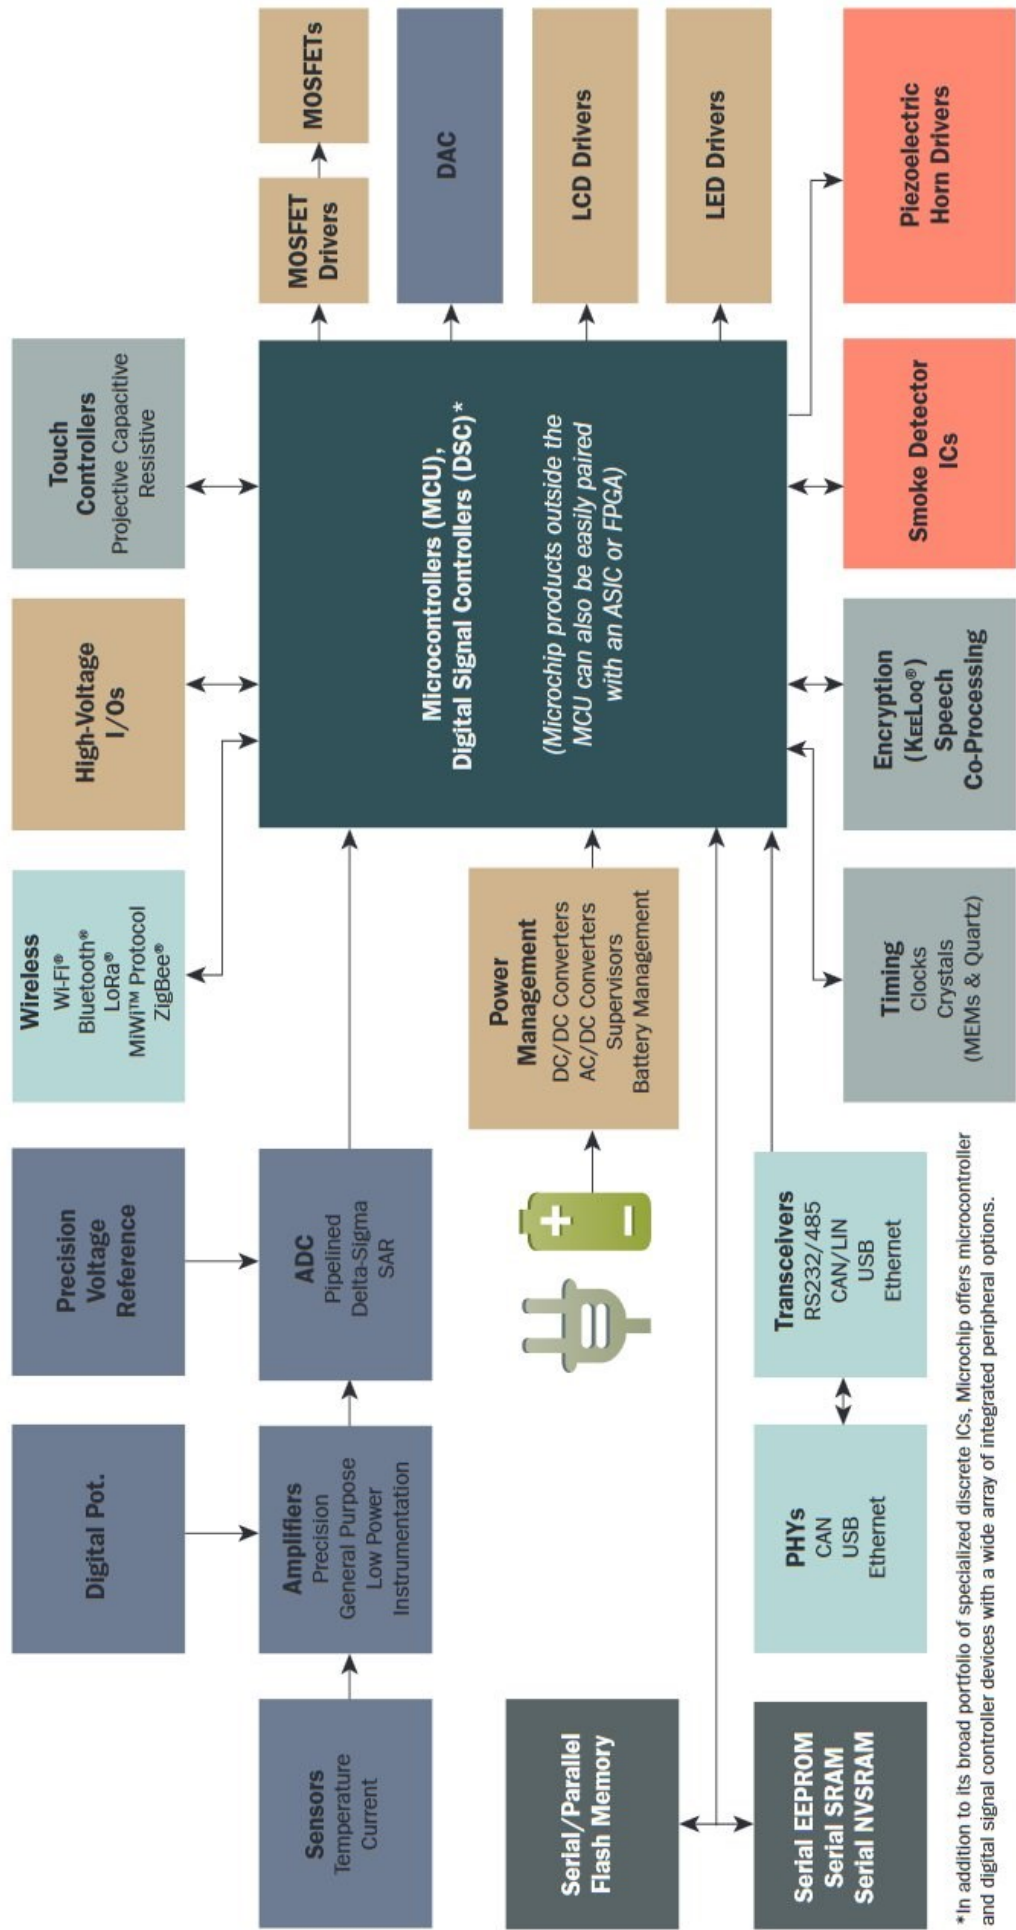 Digital Pot.
Precision
Voltage
Reference
Wireless
Wi-Fi®
Bluetooth®
LoRa®
MiWi™ Protocol
ZigBee®
High-Voltage
I/Os
Touch
Controllers
Projective Capacitive
Resistive
Sensors
Temperature
Current
Amplifiers
Precision
General Purpose
Low Power
Instrumentation
ADC
Pipelined
Delta-Sigma
SAR
Microcontrollers (MCU),
Digital Signal Controllers (DSC)*
(Microchip products outside the
MCU can also be easily paired
with an ASIC or FPGA)
MOSFET
Drivers
MOSFETs
DAC
LCD Drivers
LED Drivers
Power
Management
DC/DC Converters
AC/DC Converters
Supervisors
Battery Management
Serial/Parallel
Flash Memory
Serial EEPROM
Serial SRAM
Serial NVSRAM
PHYs
CAN
USB
Ethernet
Transceivers
RS232/485
CAN/LIN
USB
Ethernet
Timing
Clocks
Crystals
(MEMs & Quartz)
Encryption
(KEELOQ®)
Speech
Co-Processing
Smoke Detector
ICs
Piezoelectric
Horn Drivers
*In addition to its broad portfolio of specialized discrete ICs, Microchip offers microcontroller
and digital signal controller devices with a wide array of integrated peripheral options.